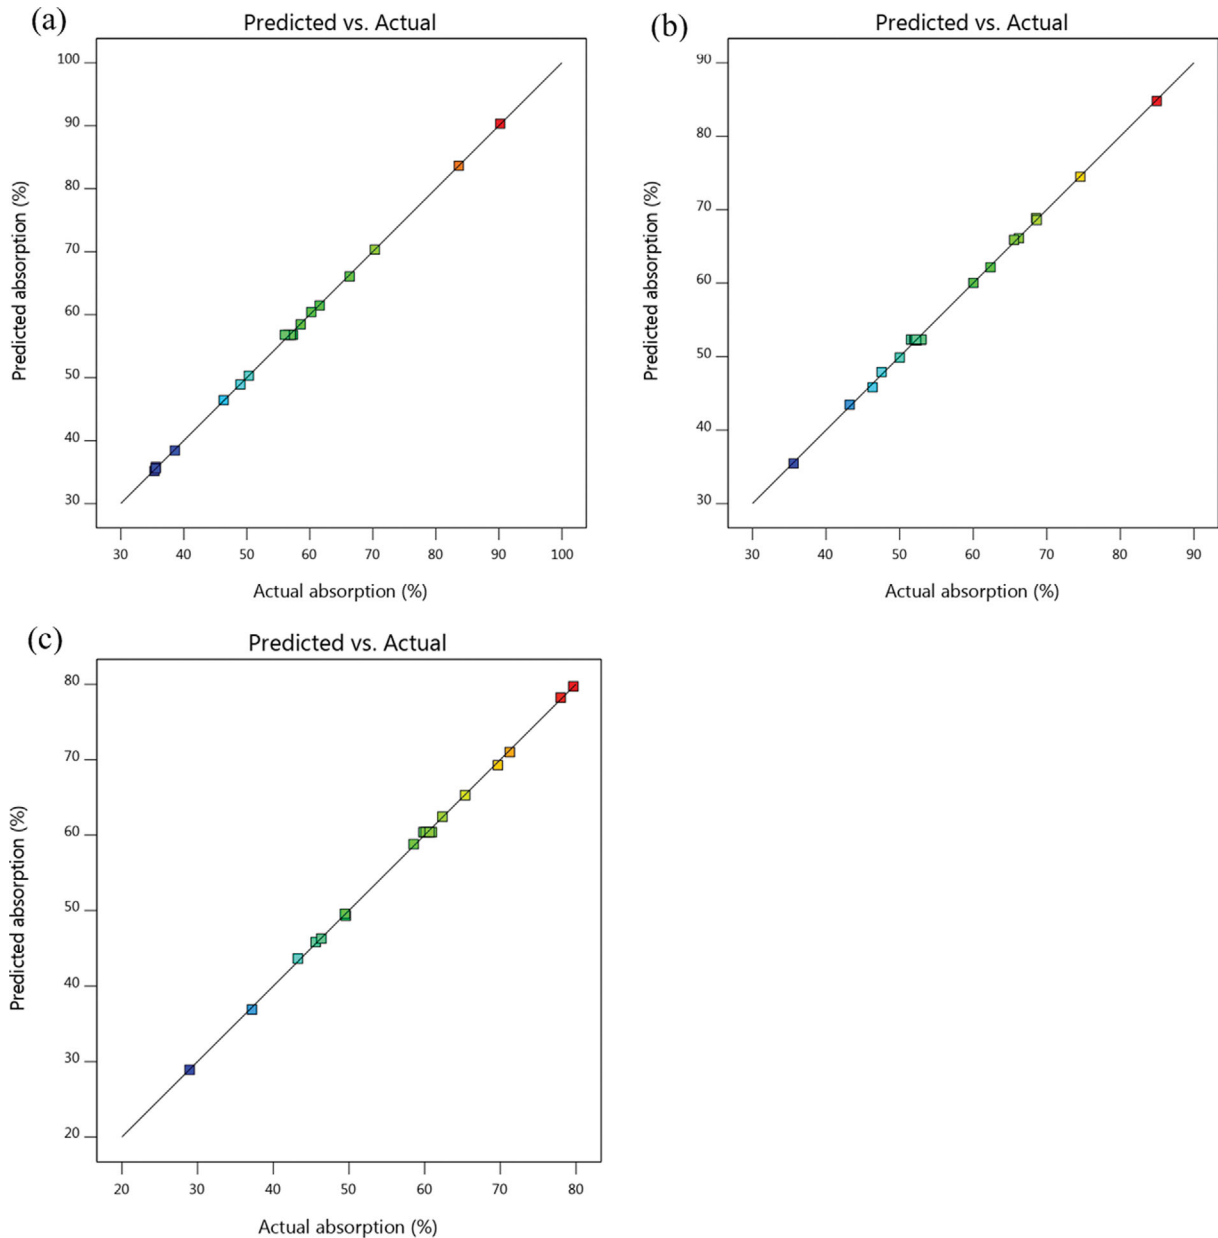 (a)
Predicted vs. Actual
100
90
80
70
60
50
40
30
Predicted absorption (%)
30 40 50 60 70 80 90 100
Actual absorption (%)
(b)
Predicted vs. Actual
90
80
70
60
50
40
30
Predicted absorption (%)
30 40 50 60 70 80 90
Actual absorption (%)
(c)
Predicted vs. Actual
80
70
60
50
40
30
20
Predicted absorption (%)
20 30 40 50 60 70 80
Actual absorption (%)